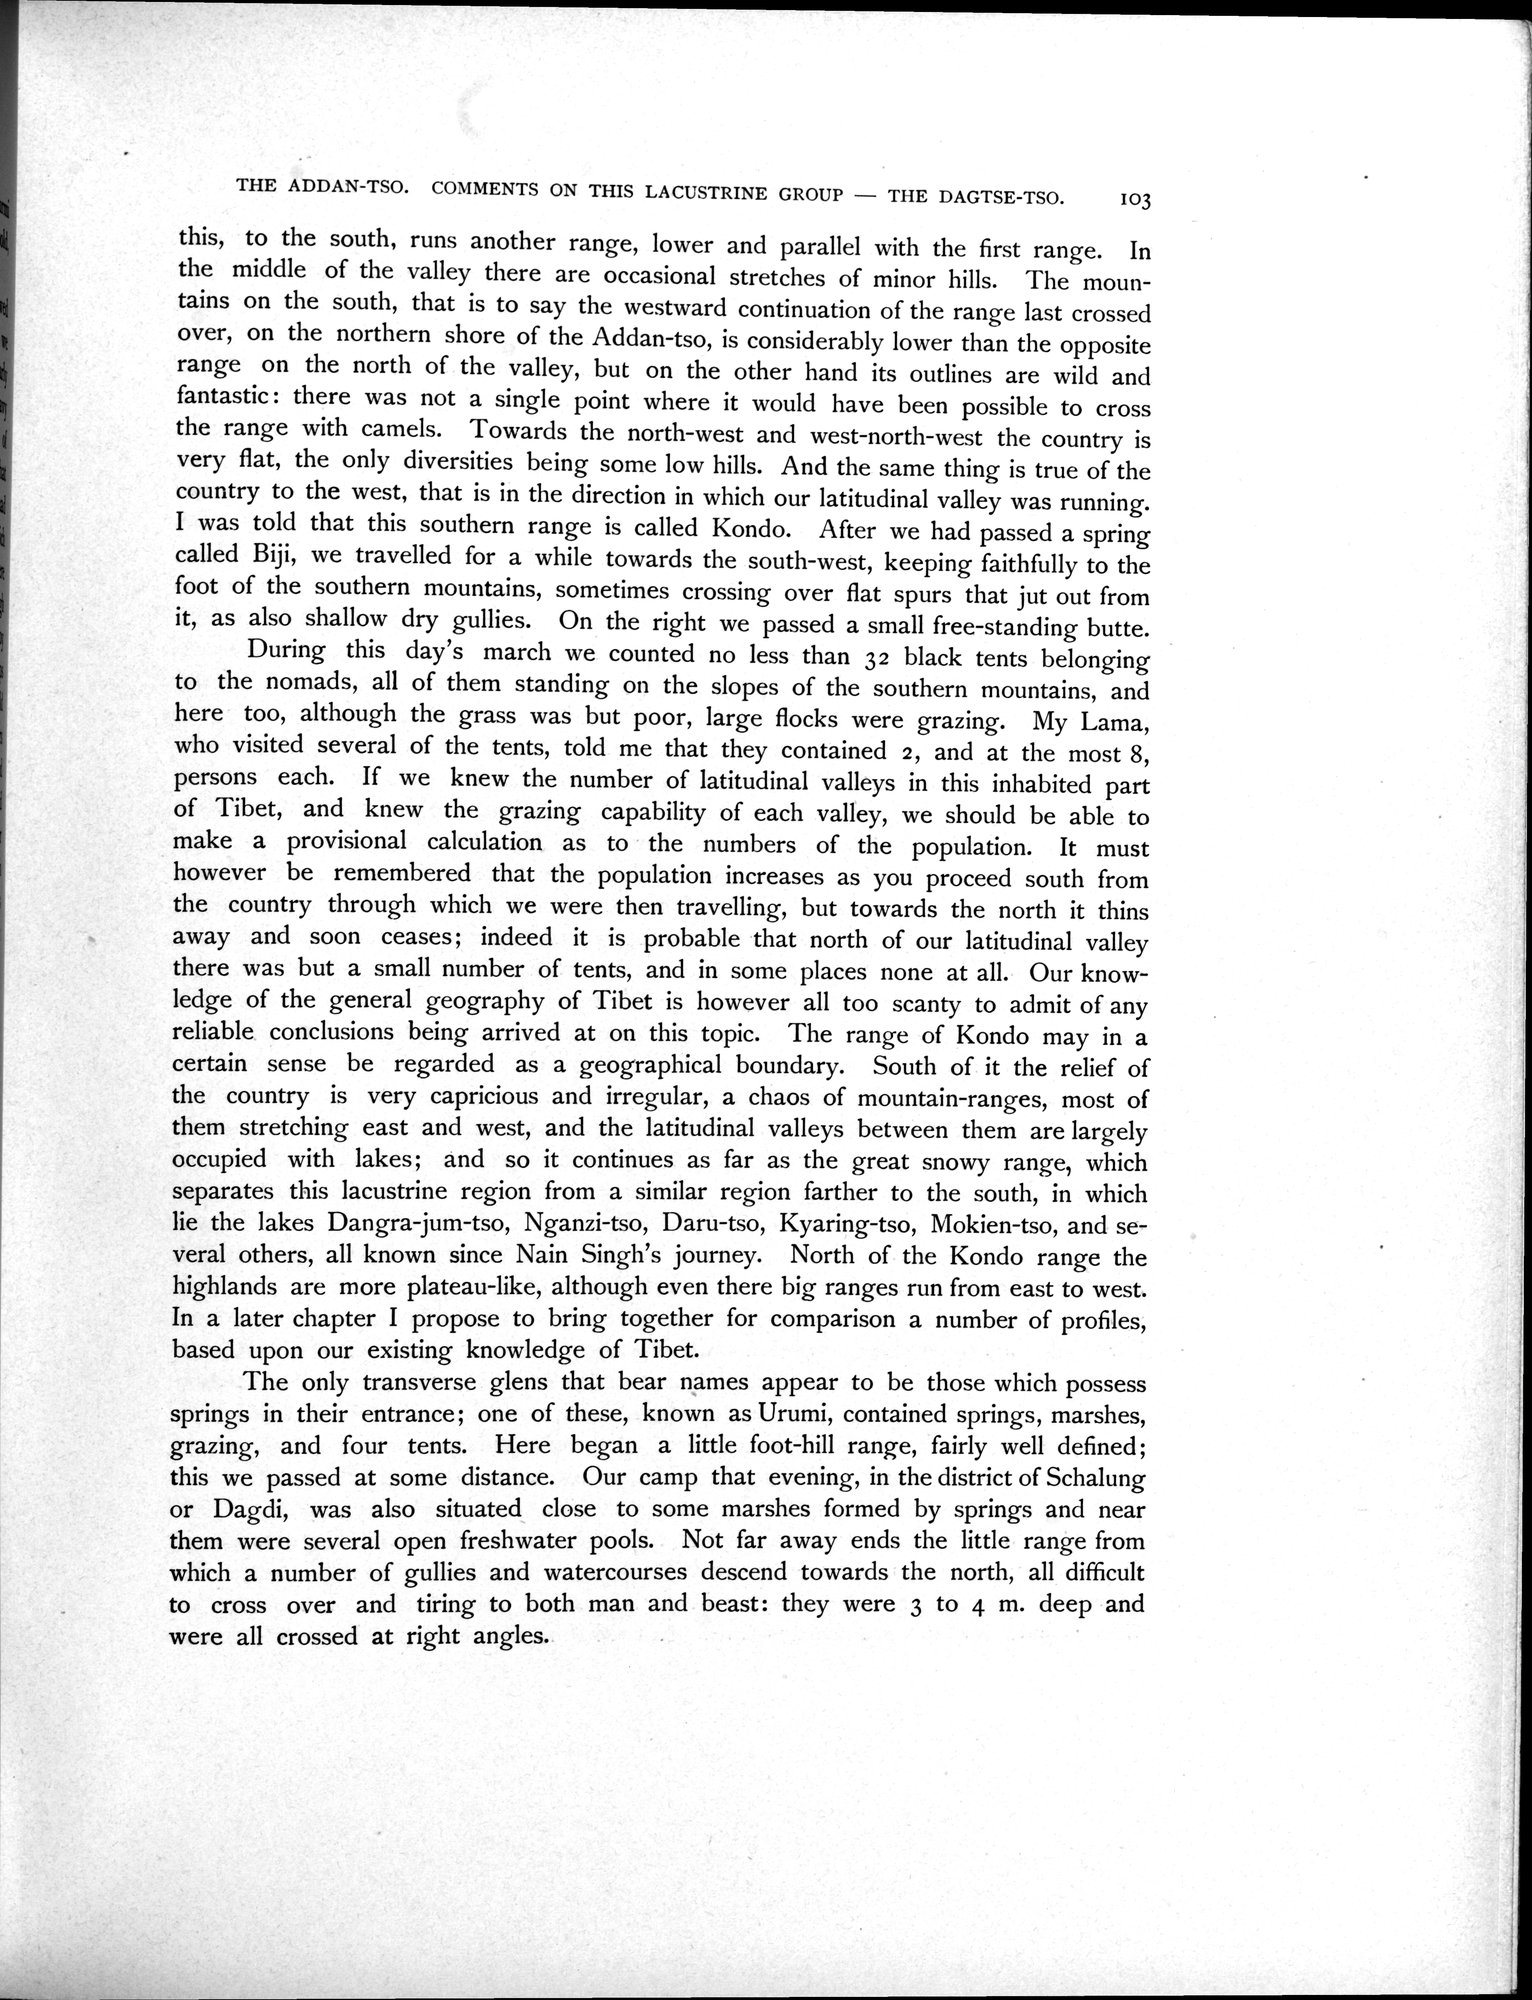 THE ADDAN-TSO. COMMENTS ON THIS LACUSTRINE GROUP — THE DAGTSE-TSO. 103
this, to the south, runs another range, lower and parallel with the first range. In
the middle of the valley there are occasional stretches of minor hills. The moun-
tains on the south, that is to say the westward continuation of the range last crossed
over, on the northern shore of the Addan-tso, is considerably lower than the opposite
range on the north of the valley, but on the other hand its outlines are wild and
fantastic: there was not a single point where it would have been possible to cross
the range with camels. Towards the north-west and west-north-west the country is
very flat, the only diversities being some low hills. And the same thing is true of the
country to the west, that is in the direction in which our latitudinal valley was running.
I was told that this southern range is called Kondo. After we had passed a spring
called Biji, we travelled for a while towards the south-west, keeping faithfully to the
foot of the southern mountains, sometimes crossing over flat spurs that jut out from
it, as also shallow dry gullies. On the right we passed a small free-standing butte.
During this day's march we counted no less than 32 black tents belonging
to the nomads, all of them standing on the slopes of the southern mountains, and
here too, although the grass was but poor, large flocks were grazing. My Lama,
who visited several of the tents, told me that they contained 2, and at the most 8,
persons each. If we knew the number of latitudinal valleys in this inhabited part
of Tibet, and knew the grazing capability of each valley, we should be able to
make a provisional calculation as to the numbers of the population. It must
however be remembered that the population increases as you proceed south from
the country through which we were then travelling, but towards the north it thins
away and soon ceases; indeed it is probable that north of our latitudinal valley
there was but a small number of tents, and in some places none at all. Our know-
ledge of the general geography of Tibet is however all too scanty to admit of any
reliable conclusions being arrived at on this topic. The range of Kondo may in a
certain sense be regarded as a geographical boundary. South of it the relief of
the country is very capricious and irregular, a chaos of mountain-ranges, most of
them stretching east and west, and the latitudinal valleys between them are largely
occupied with lakes; and so it continues as far as the great snowy range, which
separates this lacustrine region from a similar region farther to the south, in which
lie the lakes Dangra-jum-tso, Nganzi-tso, Daru-tso, Kyaring-tso, Mokien-tso, and se-
veral others, all known since Nain Singh's journey. North of the Kondo range the
highlands are more plateau-like, although even there big ranges run from east to west.
In a later chapter I propose to bring together for comparison a number of profiles,
based upon our existing knowledge of Tibet.
The only transverse glens that bear names appear to be those which possess
springs in their entrance; one of these, known as Urumi, contained springs, marshes,
grazing, and four tents. Here began a little foot-hill range, fairly well defined;
this we passed at some distance. Our camp that evening, in the district of Schalung
or Dagdi, was also situated close to some marshes formed by springs and near
them were several open freshwater pools. Not far away ends the little range from
which a number of gullies and watercourses descend towards the north, all difficult
to cross over and tiring to both man and beast: they were 3 to 4 m. deep and
were all crossed at right angles.